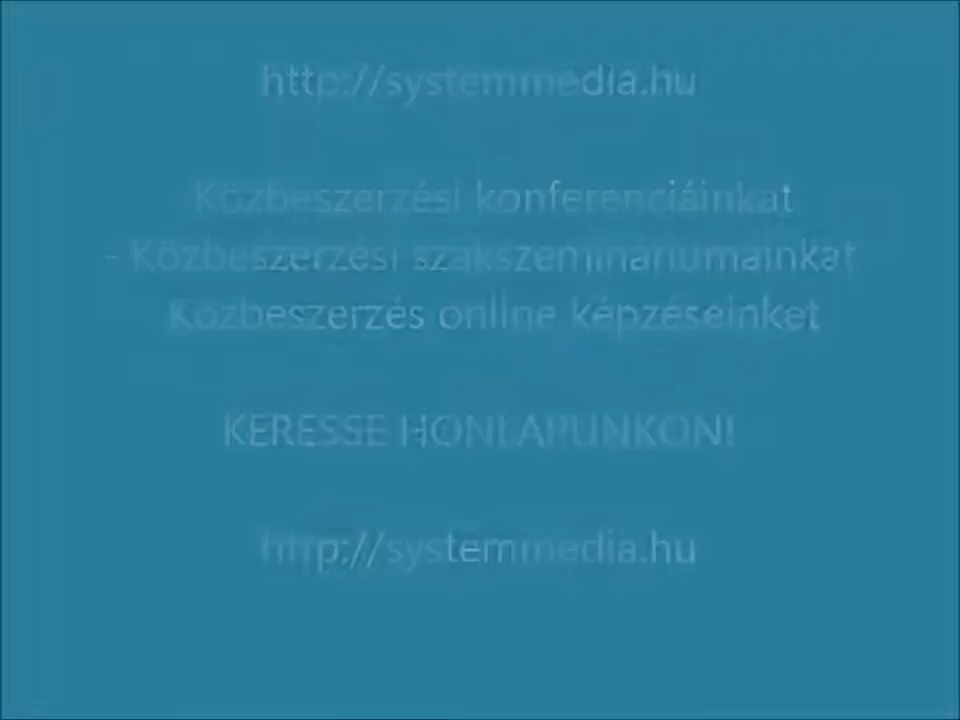 http://systemmedia.hu
-Közbeszerzési konferenciáinkat
- Közbeszerzési szakszemináriumainkat
Közbeszerzés online képzéseinket
KERESSE HONLAPUNKON!
http://systemmedia.hu